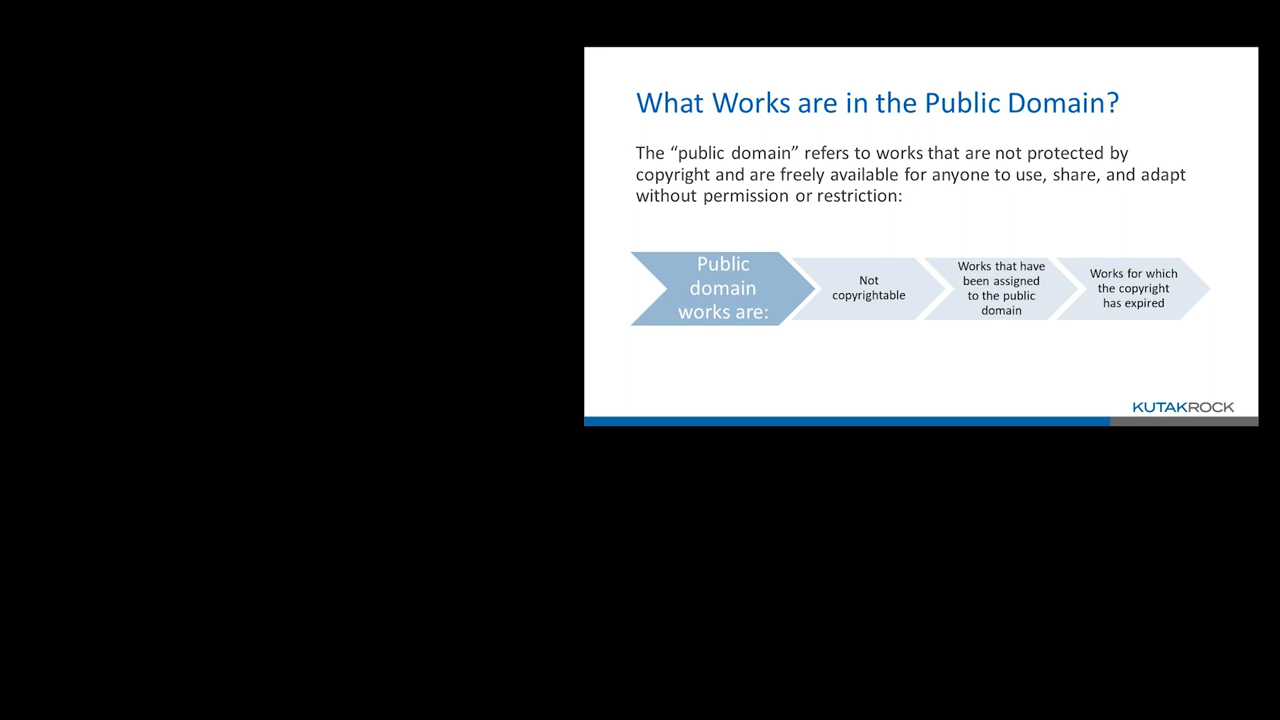 What Works are in the Public Domain?
The “public domain” refers to works that are not protected by
copyright and are freely available for anyone to use, share, and adapt
without permission or restriction:
Public
domain
works are:
Not
copyrightable
Works that have
been assigned
to the public
domain
Works for which
the copyright
has expired
KUTAKROCK